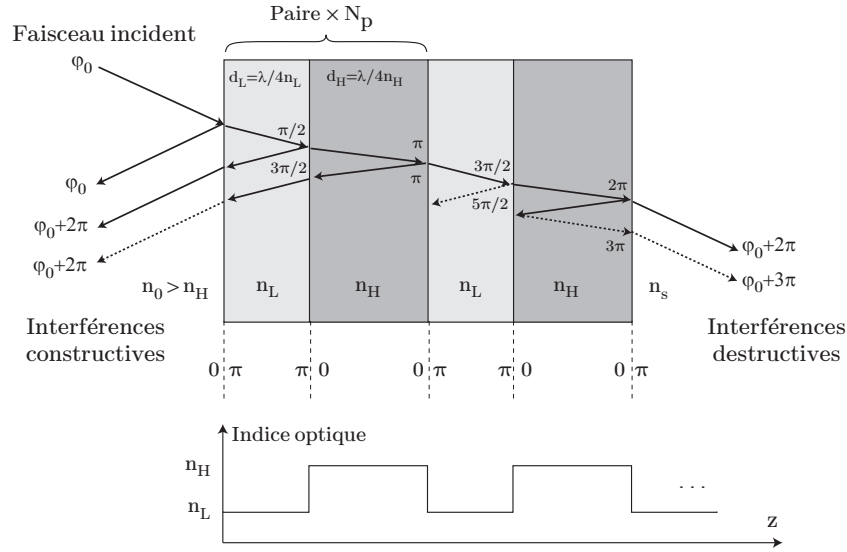 Paire × N_p
Faisceau incident
φ_0
d_L=λ/4n_L d_H=λ/4n_H
π/2
π
3π/2
π
3π/2
2π
5π/2
3π
φ_0
φ_0+2π
φ_0+2π
φ_0+2π
φ_0+3π
n_0 > n_H n_L n_H n_L n_H n_s
Interférences
constructives
Interférences
destructives
0 π π 0 0 π π 0 0 π
Indice optique
n_H
n_L
...
z